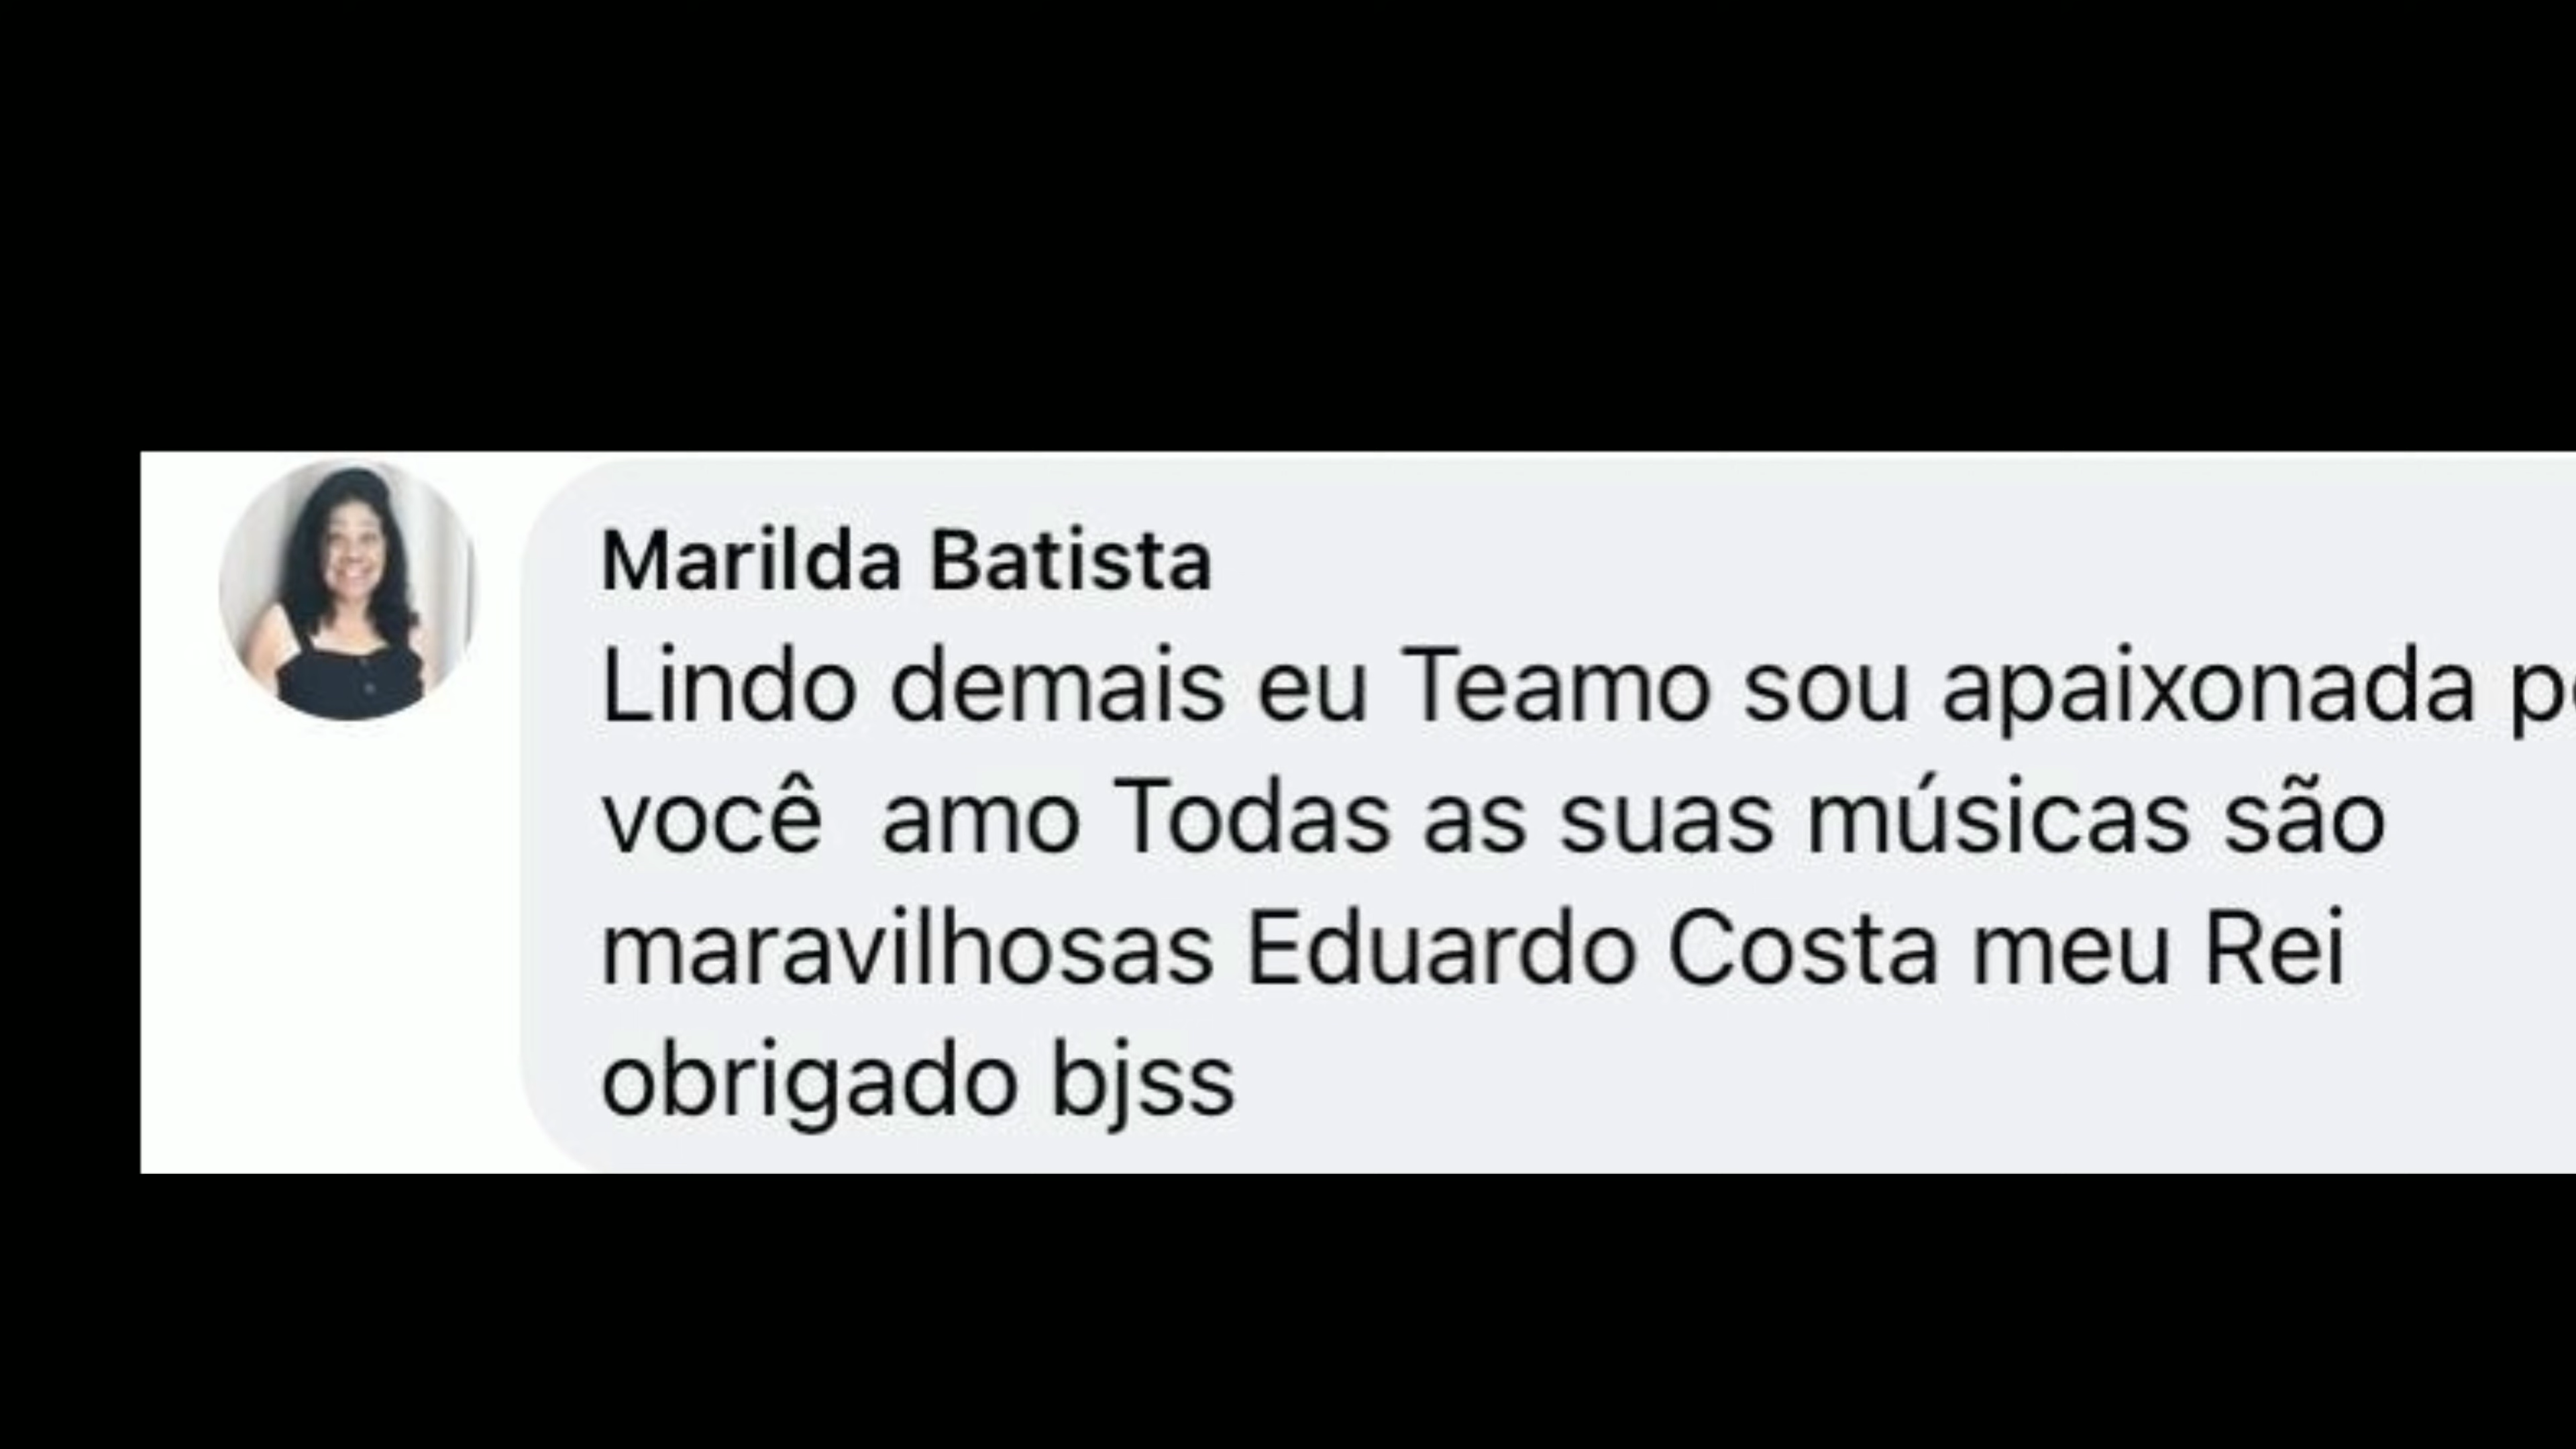 Marilda Batista
Lindo demais eu Teamo sou apaixonada
você  amo Todas as suas músicas são
maravilhosas Eduardo Costa meu Rei
obrigado bjss